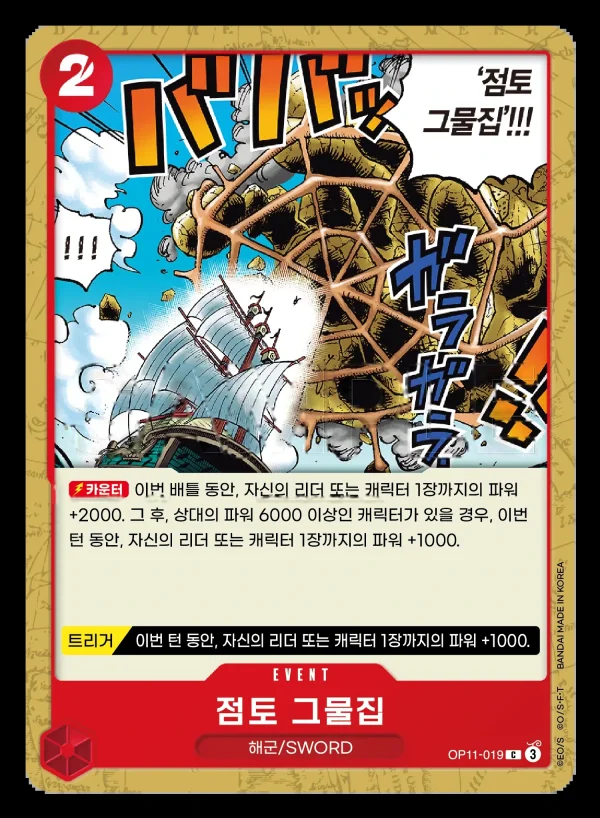 2
'점토
그물집'!!!
バババッ!
!!!
ガラガラ!!
카운터 이번 배틀 동안, 자신의 리더 또는 캐릭터 1장까지의 파워
+2000. 그 후, 상대의 파워 6000 이상인 캐릭터가 있을 경우, 이번
턴 동안, 자신의 리더 또는 캐릭터 1장까지의 파워 +1000.
트리거 이번 턴 동안, 자신의 리더 또는 캐릭터 1장까지의 파워 +1000.
EVENT
점토 그물집
해군/SWORD
OP11-019 C 3
©EO/S ©O/S·F·T BANDAI MADE IN KOREA